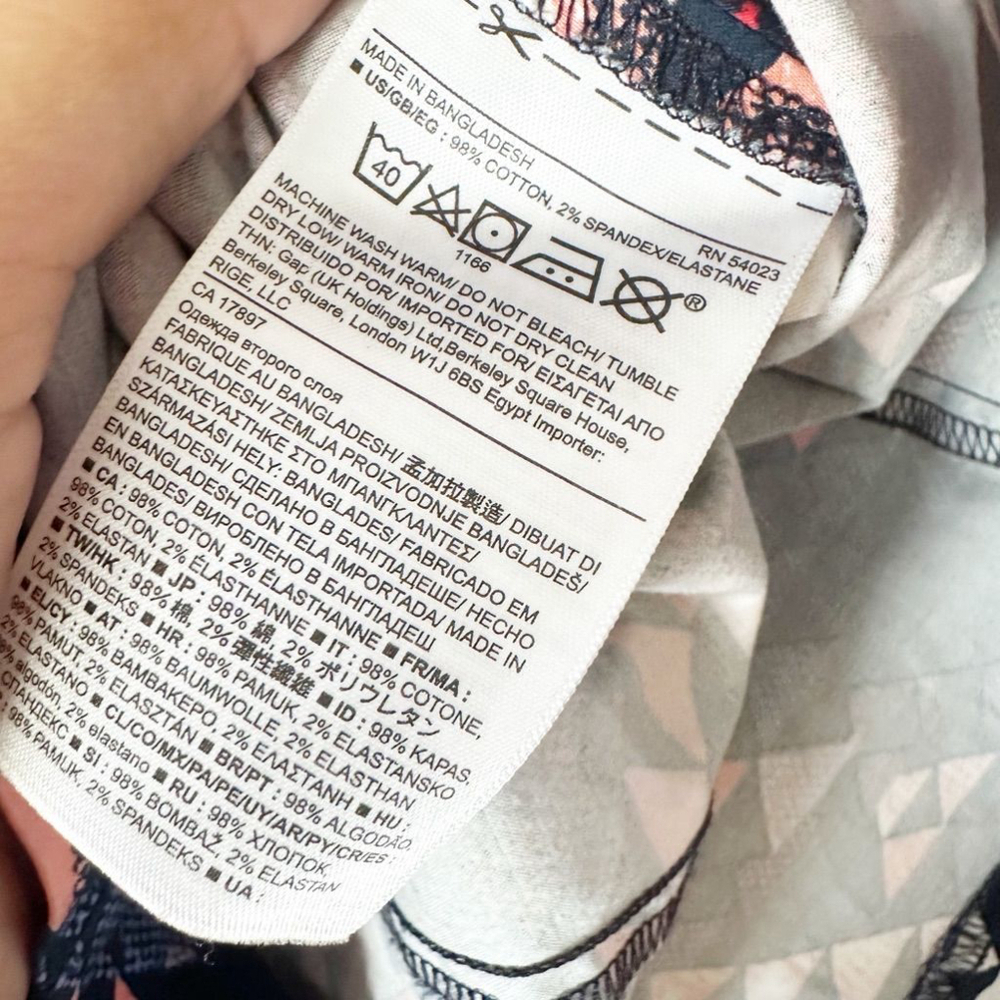 MADE IN BANGLADESH
RN 54023
■ US/GB/EG : 98% COTTON, 2% SPANDEX/ELASTANE
40
1166
®
MACHINE WASH WARM/ DO NOT BLEACH/ TUMBLE
DRY LOW/ WARM IRON/ DO NOT DRY CLEAN
DISTRIBUIDO POR/ IMPORTED FOR/ ΕΙΣΑΓΕΤΑΙ ΑΠΟ
THN: Gap (UK Holdings) Ltd,Berkeley Square House,
Berkeley Square, London W1J 6BS Egypt Importer:
RIGE, LLC
CA 17897
Одежда второго слоя
FABRIQUE AU BANGLADESH/ 孟加拉製造/ DIBUAT DI
BANGLADESH/ ZEMLJA PROIZVODNJE BANGLADEŠ/
ΚΑΤΑΣΚΕΥΑΣΤΗΚΕ ΣΤΟ ΜΠΑΝΓΚΛΑΝΤΕΣ/
SZÁRMAZÁSI HELY: BANGLADES/ FABRICADO EM
BANGLADESH/ СДЕЛАНО В БАНГЛАДЕШЕ/ HECHO
EN BANGLADESH CON TELA IMPORTADA/ MADE IN
BANGLADES/ ВИРОБЛЕНО В БАНГЛАДЕШ
■ CA : 98% COTTON, 2% ÉLASTHANNE ■ FR/MA :
98% COTON, 2% ÉLASTHANNE ■ IT : 98% COTONE,
2% ELASTAN ■ JP : 98% 綿, 2% ポリウレタン
■ TW/HK : 98% 棉, 2% 彈性纖維 ■ ID : 98% KAPAS,
2% SPANDEKS ■ HR : 98% PAMUK, 2% ELASTANSKO
VLAKNO ■ AT : 98% BAUMWOLLE, 2% ELASTHAN
■ EL/CY : 98% ΒΑΜΒΑΚΕΡΟ, 2% ΕΛΑΣΤΑΝΗ ■ HU :
98% PAMUT, 2% ELASZTÁN ■ BR/PT : 98% ALGODÃO,
2% ELASTANO ■ CL/CO/MX/PA/PE/UY/AR/PY/CR/ES :
98% algodón, 2% elastano ■ RU : 98% ХЛОПОК,
СПАНДЕКС ■ SI : 98% BOMBAŽ, 2% ELASTAN
98% PAMUK, 2% SPANDEKS ■ UA :